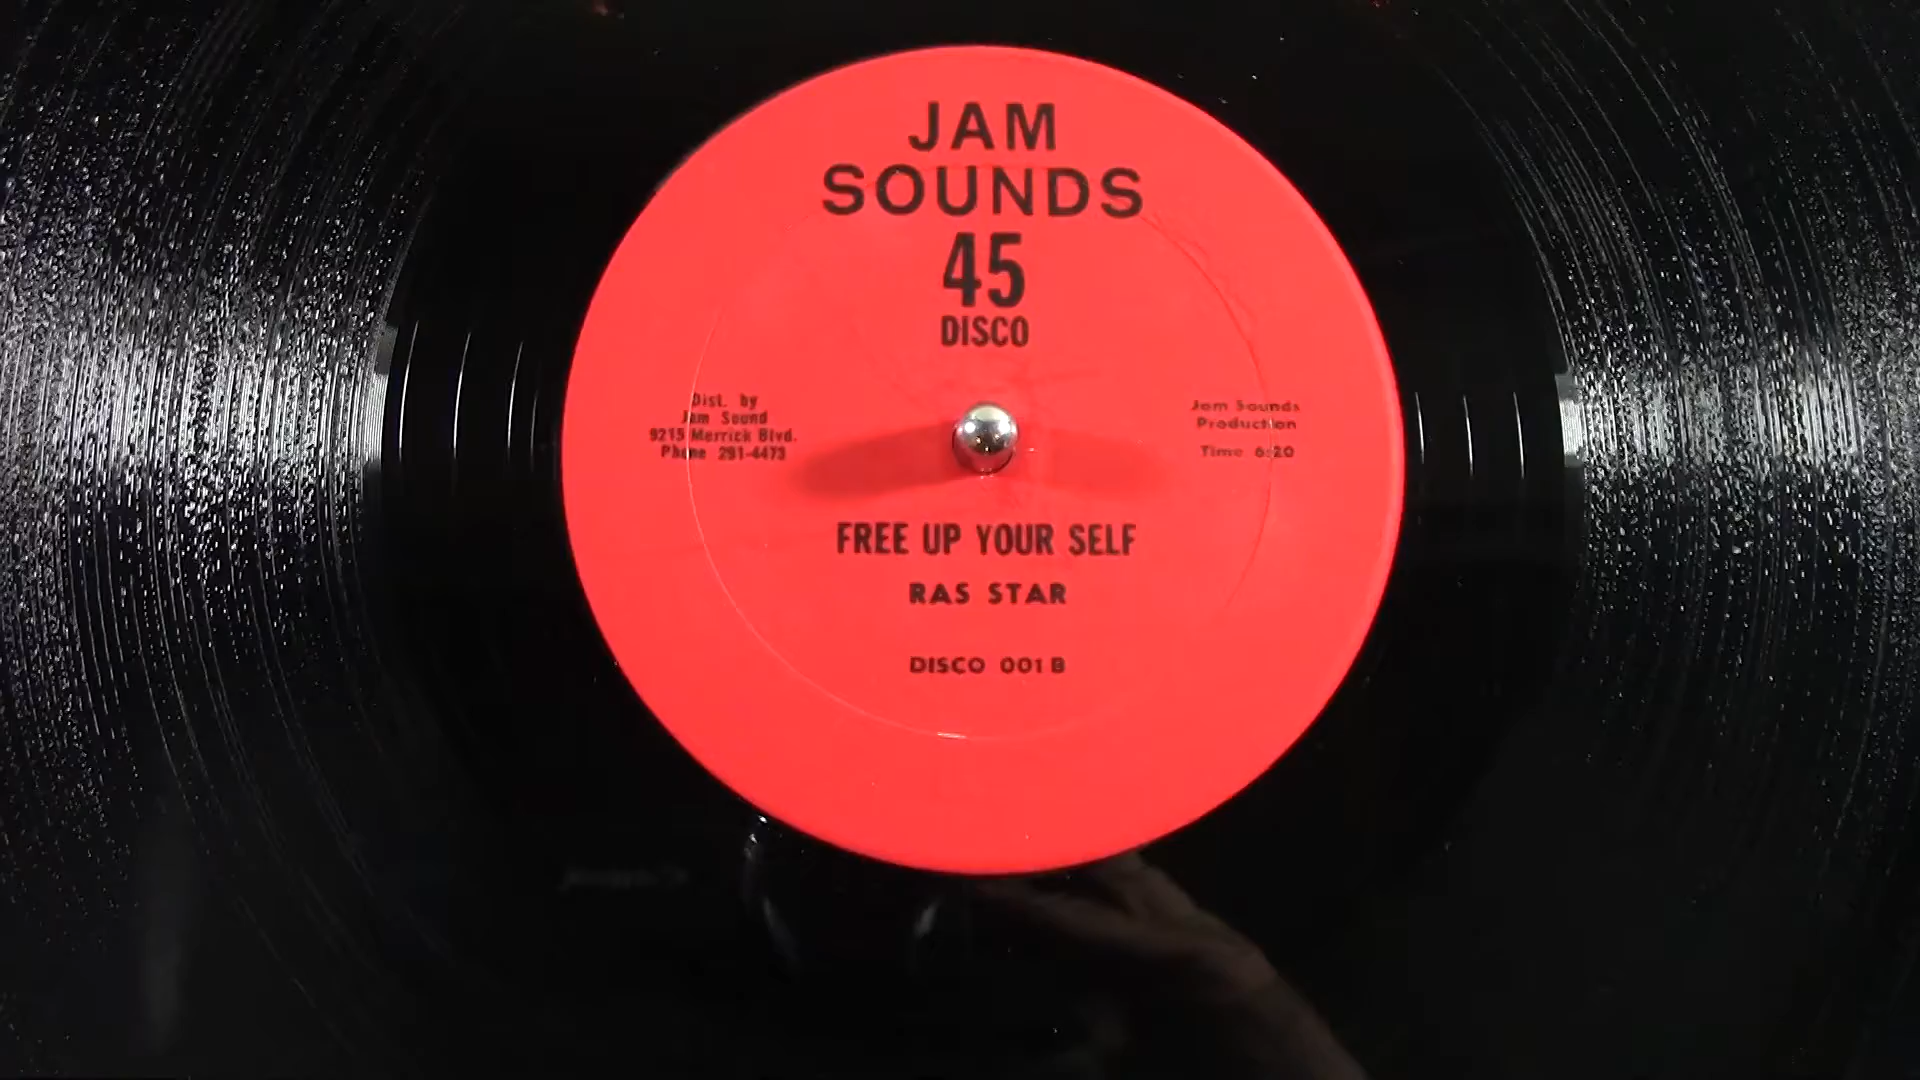 JAM
SOUNDS
45
DISCO
Dist. by
Jam Sound
9215 Merrick Blvd.
Phone 291-4473
Jam Sounds
Production
Time 6:20
FREE UP YOUR SELF
RAS STAR
DISCO 001 B